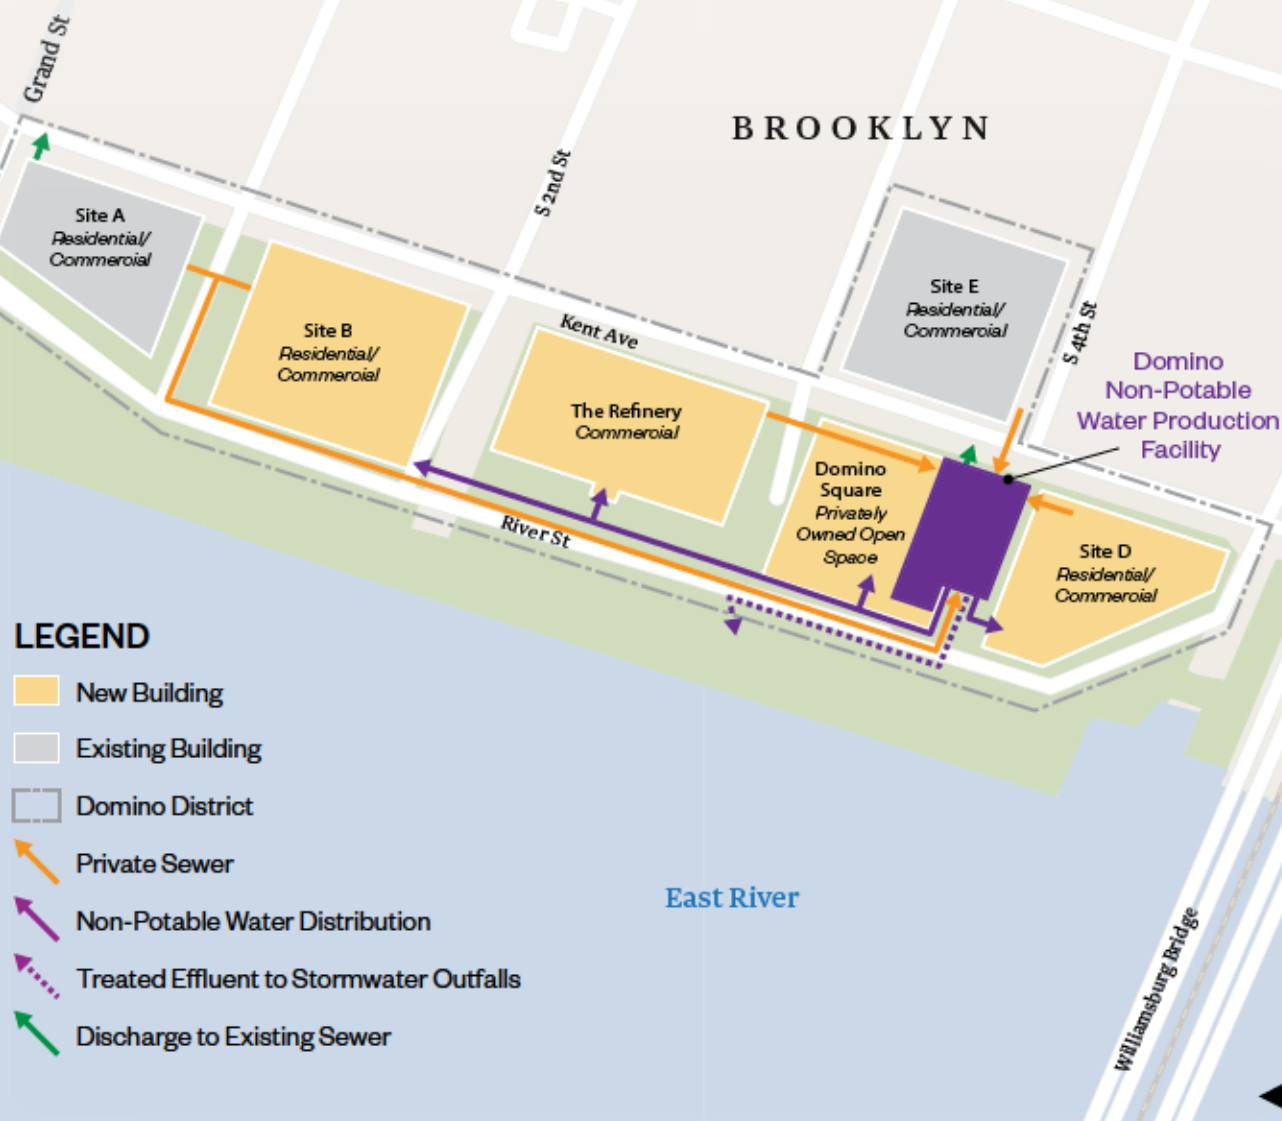 Grand St
BROOKLYN
S 2nd St
Site A
Residential/
Commercial
Site E
Residential/
Commercial
Site B
Residential/
Commercial
Kent Ave
S 4th St
Domino
Non-Potable
Water Production
Facility
The Refinery
Commercial
Domino
Square
Privately
Owned Open
Space
River St
Site D
Residential/
Commercial
LEGEND
New Building
Existing Building
Domino District
Private Sewer
Non-Potable Water Distribution
Treated Effluent to Stormwater Outfalls
Discharge to Existing Sewer
East River
Williamsburg Bridge